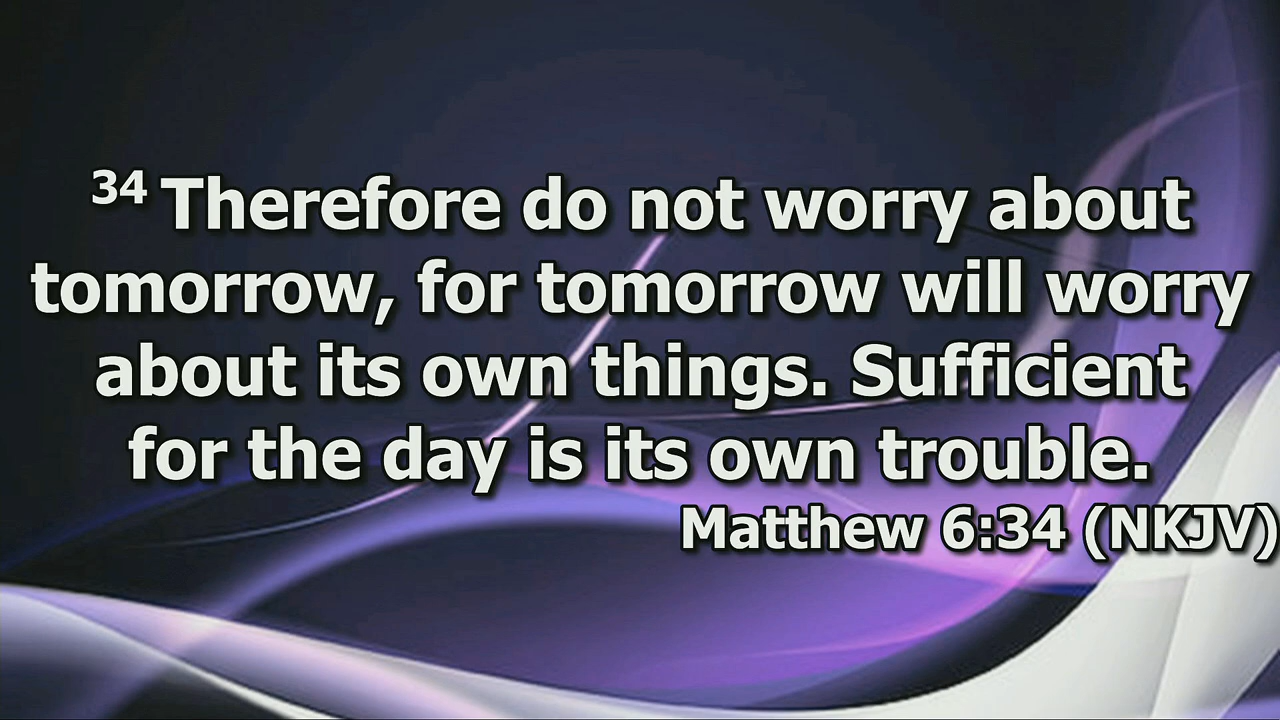 34 Therefore do not worry about
tomorrow, for tomorrow will worry
about its own things. Sufficient
for the day is its own trouble.
Matthew 6:34 (NKJV)